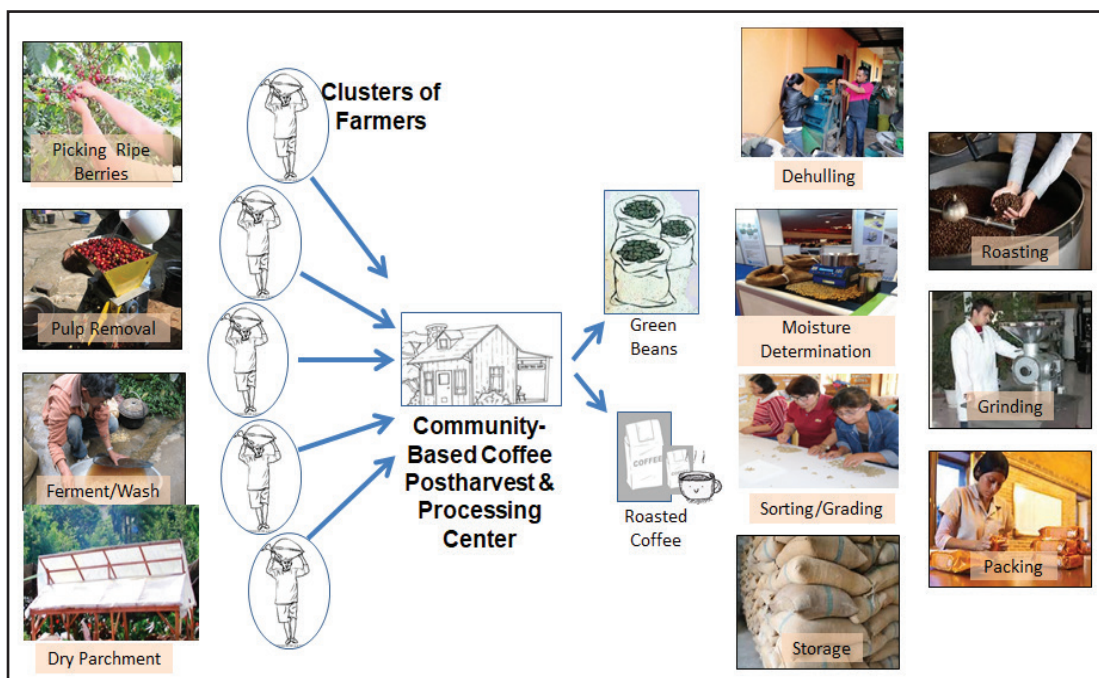 Picking Ripe
Berries
Pulp Removal
Ferment/Wash
Dry Parchment
Clusters of
Farmers
Community-
Based Coffee
Postharvest &
Processing
Center
Green
Beans
COFFEE
Roasted
Coffee
Dehulling
Moisture
Determination
Sorting/Grading
Storage
Roasting
Grinding
Packing